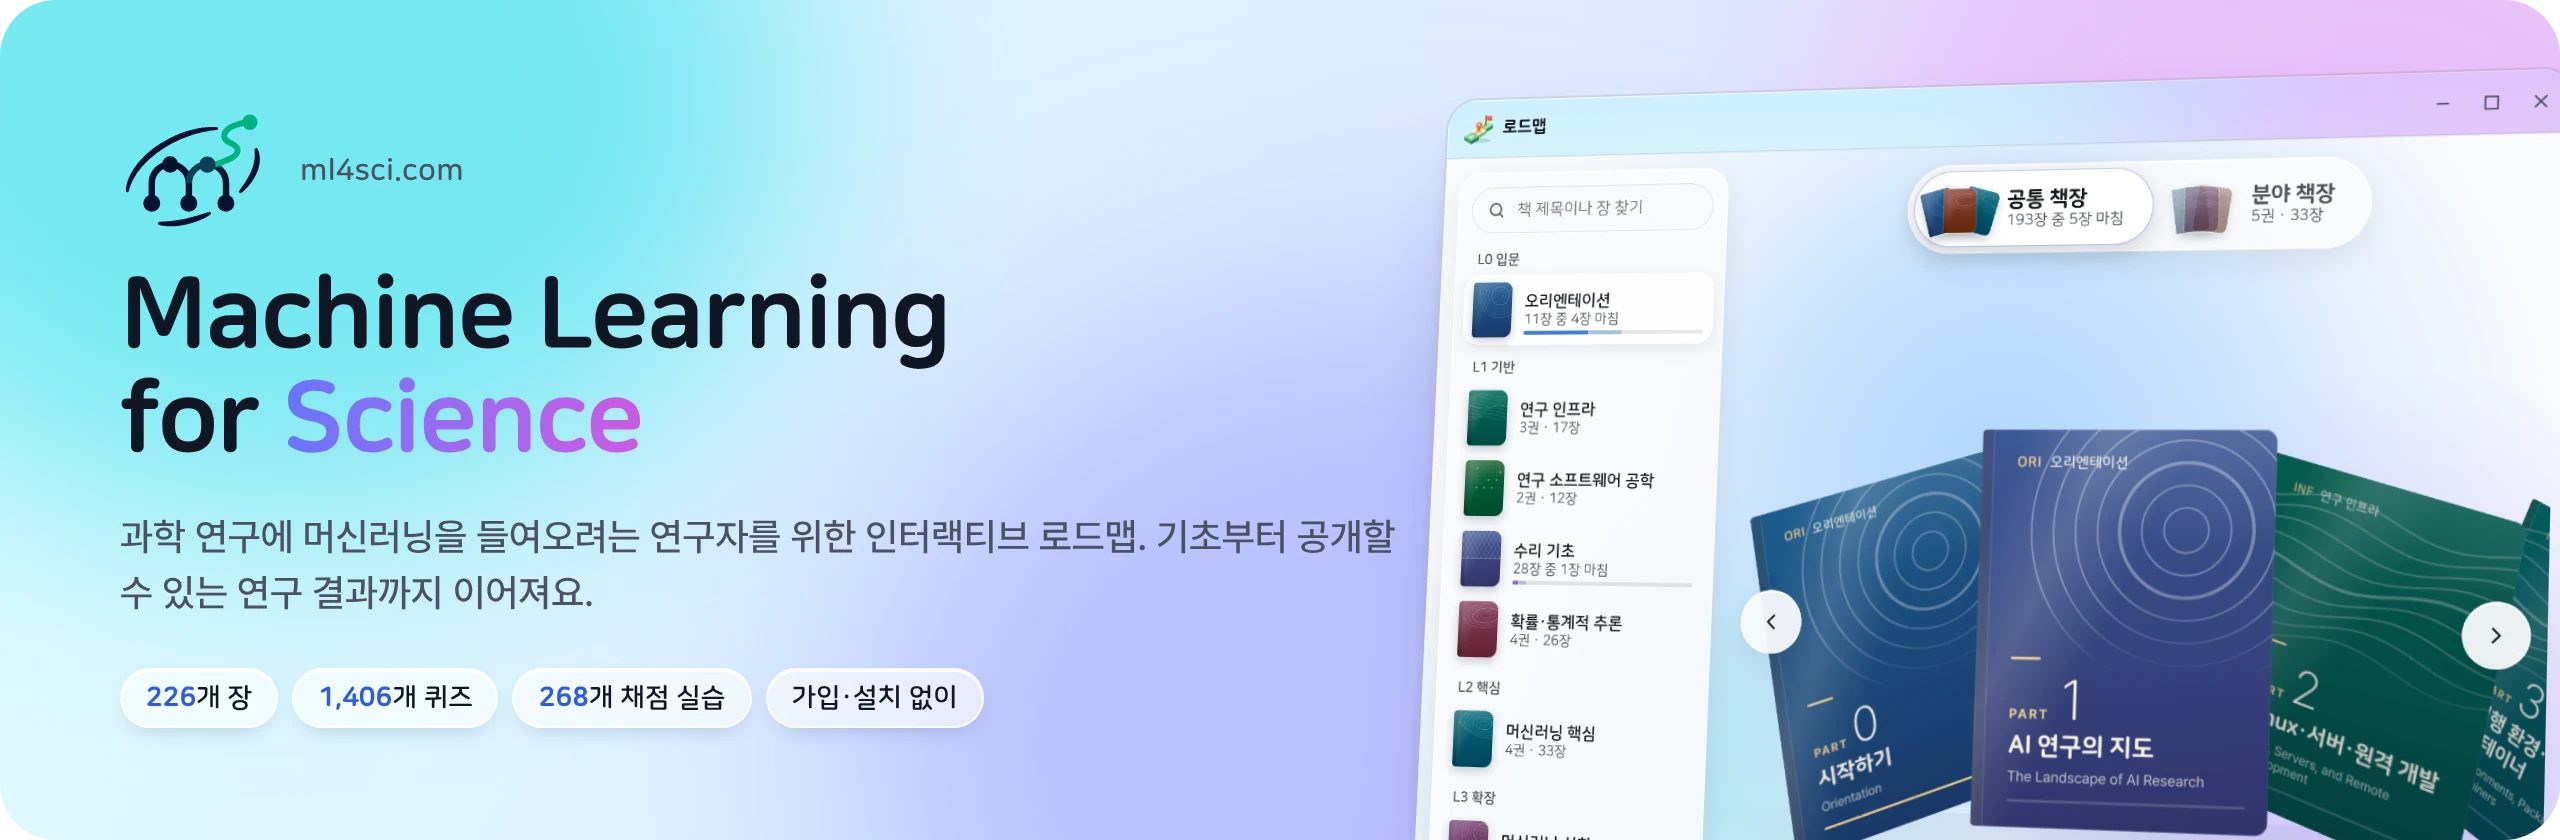 ml4sci.com
Machine Learning
for Science
과학 연구에 머신러닝을 들여오려는 연구자를 위한 인터랙티브 로드맵. 기초부터 공개할
수 있는 연구 결과까지 이어져요.
226개 장
1,406개 퀴즈
268개 채점 실습
가입·설치 없이
로드맵
책 제목이나 장 찾기
L0 입문
오리엔테이션
11장 중 4장 마침
L1 기반
연구 인프라
3권 · 17장
연구 소프트웨어 공학
2권 · 12장
수리 기초
28장 중 1장 마침
확률·통계적 추론
4권 · 26장
L2 핵심
머신러닝 핵심
4권 · 33장
L3 확장
공통 책장
193장 중 5장 마침
분야 책장
5권 · 33장
ORI 오리엔테이션
PART 0
시작하기
Orientation
ORI 오리엔테이션
PART 1
AI 연구의 지도
The Landscape of AI Research
INF 연구 인프라
2
·서버·원격 개발
Servers, and Remote
3